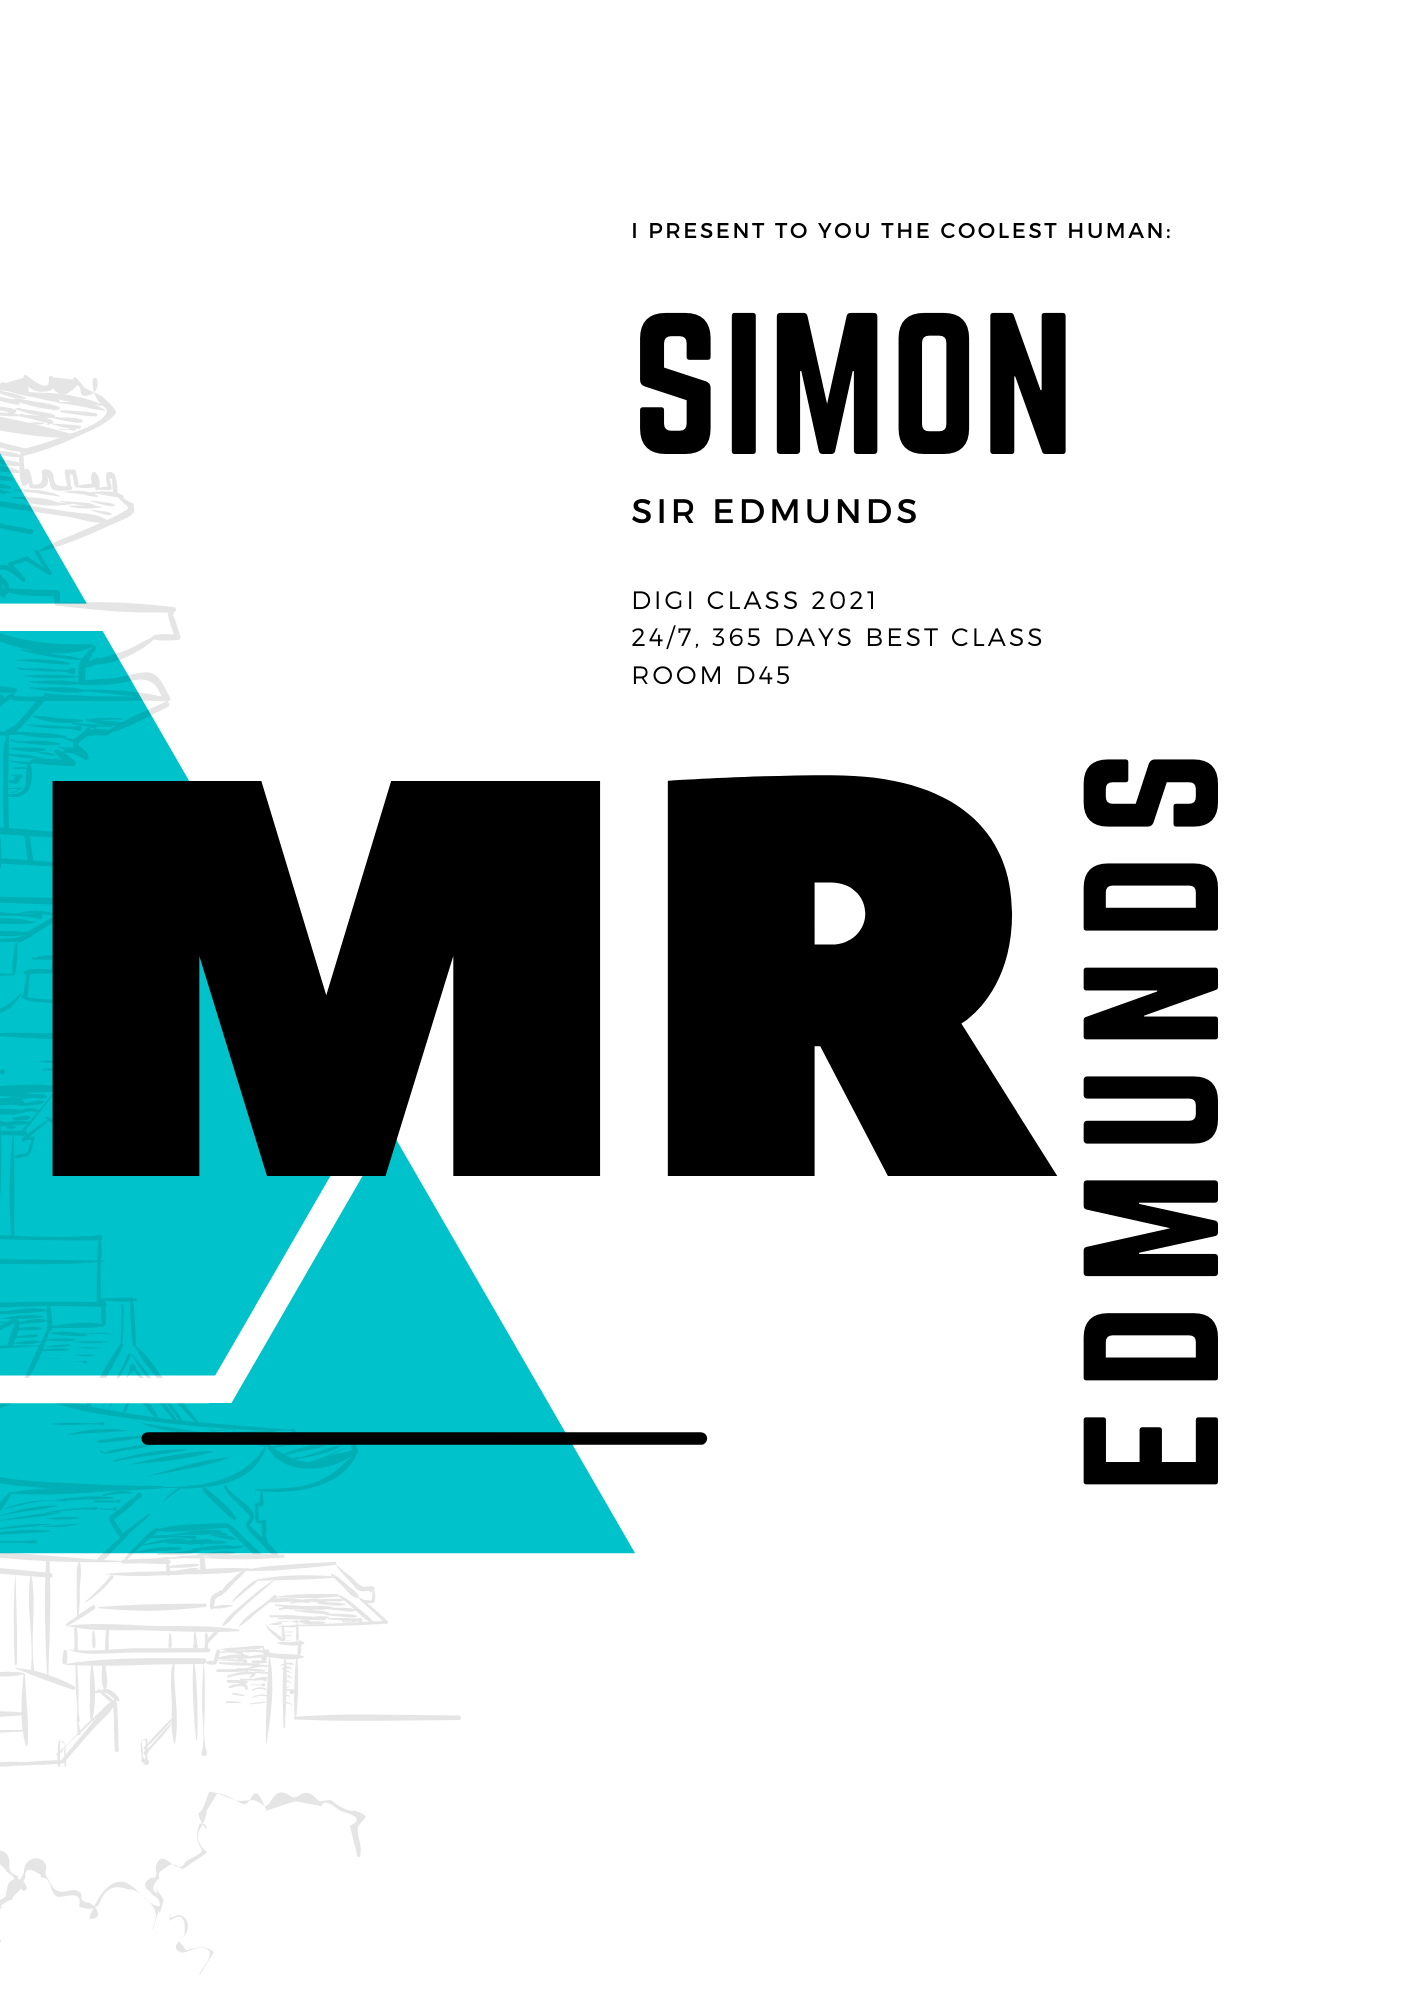 I PRESENT TO YOU THE COOLEST HUMAN:
SIMON
SIR EDMUNDS
DIGI CLASS 2021
24/7, 365 DAYS BEST CLASS
ROOM D45
MR
EDMUNDS